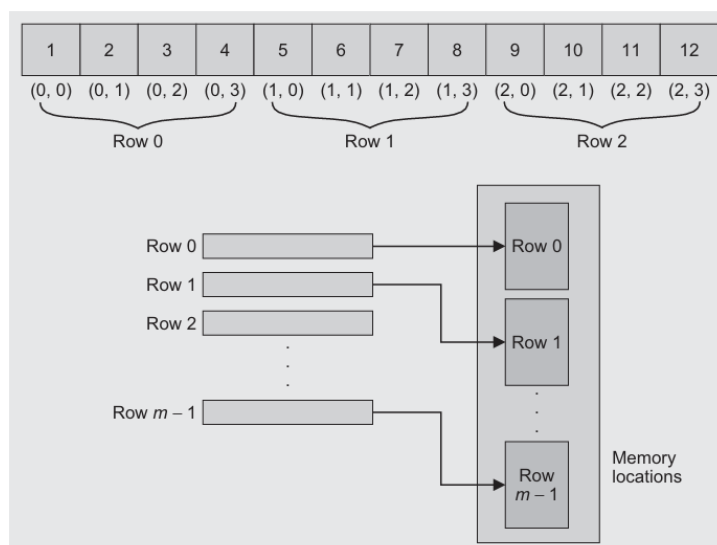 1 2 3 4 5 6 7 8 9 10 11 12
(0, 0) (0, 1) (0, 2) (0, 3) (1, 0) (1, 1) (1, 2) (1, 3) (2, 0) (2, 1) (2, 2) (2, 3)
Row 0 Row 1 Row 2
Row 0
Row 1
Row 2
.
.
.
Row m – 1
Row 0
Row 1
.
.
.
Row
m – 1
Memory
locations